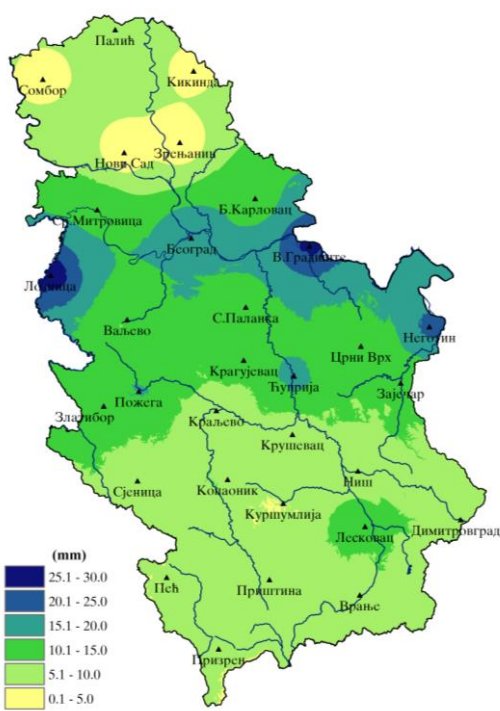 Палић
Сомбор
Кикинда
Зрењанин
Нови Сад
Б.Карловац
Ср.Митровица
Београд
В.Градиште
Лозница
С.Паланка
Ваљево
Неготин
Црни Врх
Крагујевац
Ћуприја
Зајечар
Пожега
Златибор
Краљево
Крушевац
Ниш
Сјеница
Копаоник
Куршумлија
Димитровград
Лесковац
(mm)
25.1 - 30.0
20.1 - 25.0
15.1 - 20.0
10.1 - 15.0
5.1 - 10.0
0.1 - 5.0
Пећ
Приштина
Врање
Призрен